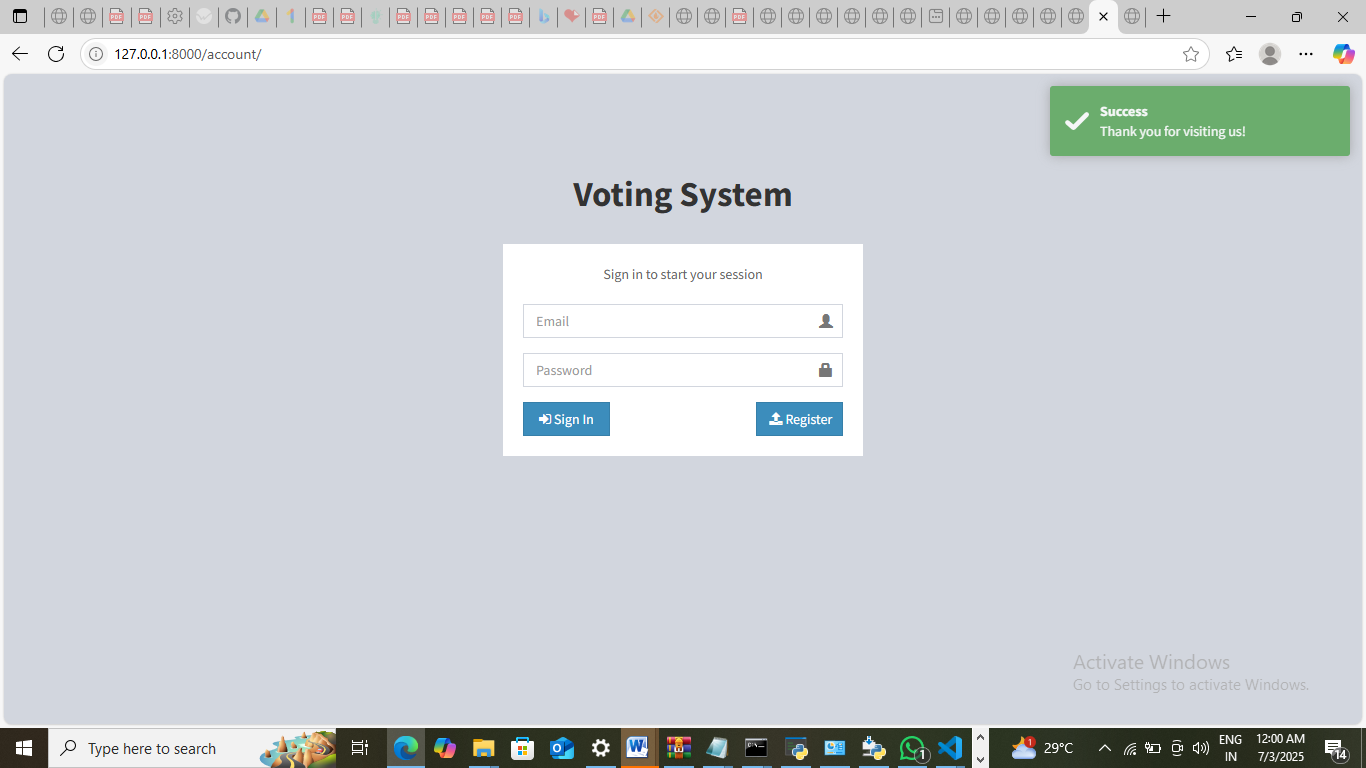 127.0.0.1:8000/account/
Success
Thank you for visiting us!
Voting System
Sign in to start your session
Email
Password
Sign In
Register
Activate Windows
Go to Settings to activate Windows.
Type here to search
1
1
29°C
ENG
IN
12:00 AM
7/3/2025
14